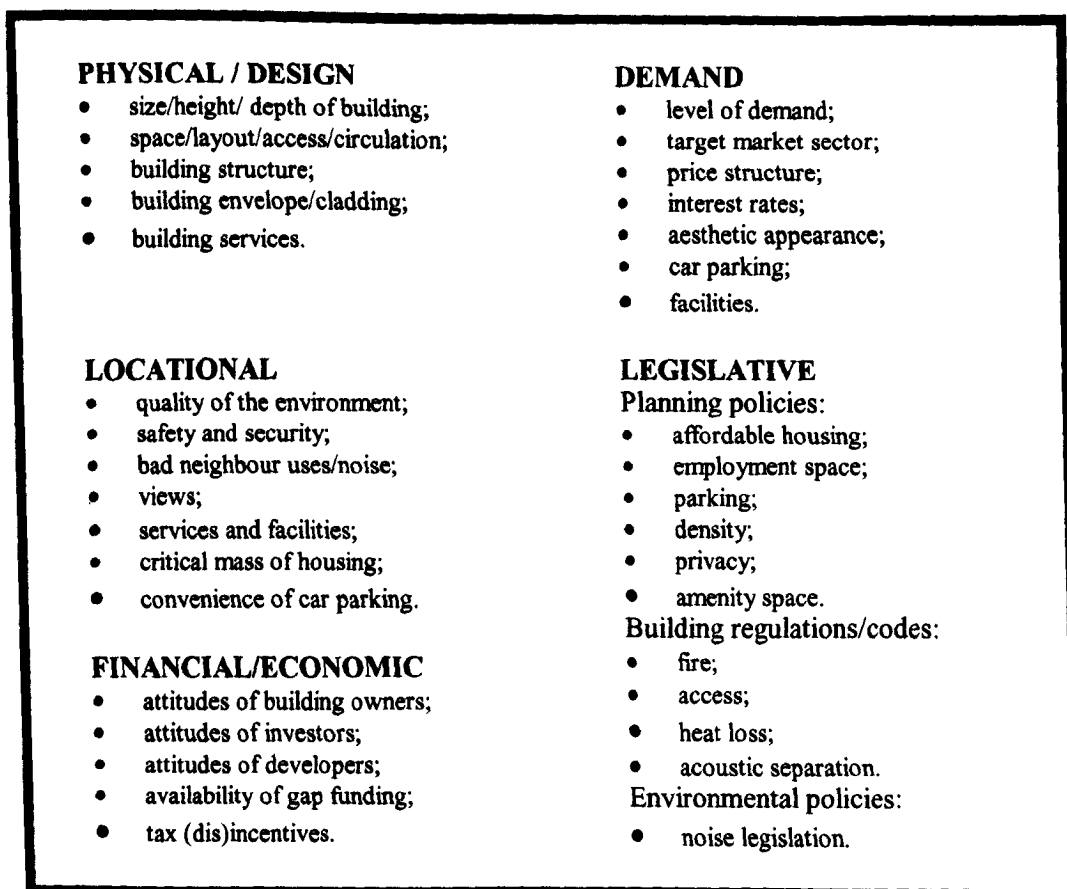 PHYSICAL / DESIGN
• size/height/ depth of building;
• space/layout/access/circulation;
• building structure;
• building envelope/cladding;
• building services.
DEMAND
• level of demand;
• target market sector;
• price structure;
• interest rates;
• aesthetic appearance;
• car parking;
• facilities.
LOCATIONAL
• quality of the environment;
• safety and security;
• bad neighbour uses/noise;
• views;
• services and facilities;
• critical mass of housing;
• convenience of car parking.
FINANCIAL/ECONOMIC
• attitudes of building owners;
• attitudes of investors;
• attitudes of developers;
• availability of gap funding;
• tax (dis)incentives.
LEGISLATIVE
Planning policies:
• affordable housing;
• employment space;
• parking;
• density;
• privacy;
• amenity space.
Building regulations/codes:
• fire;
• access;
• heat loss;
• acoustic separation.
Environmental policies:
• noise legislation.